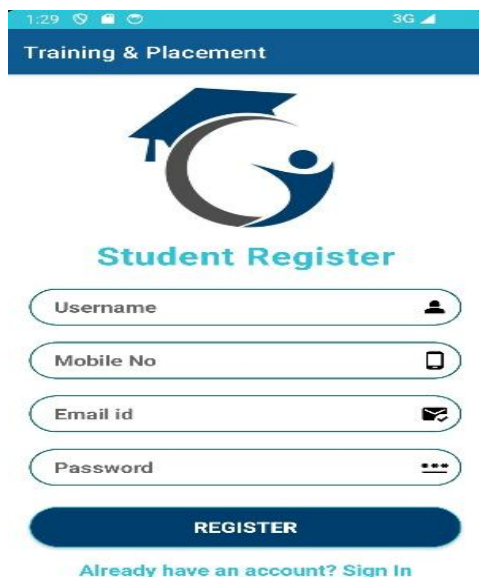 1:29 3G
Training & Placement
Student Register
Username
Mobile No
Email id
Password
REGISTER
Already have an account? Sign In